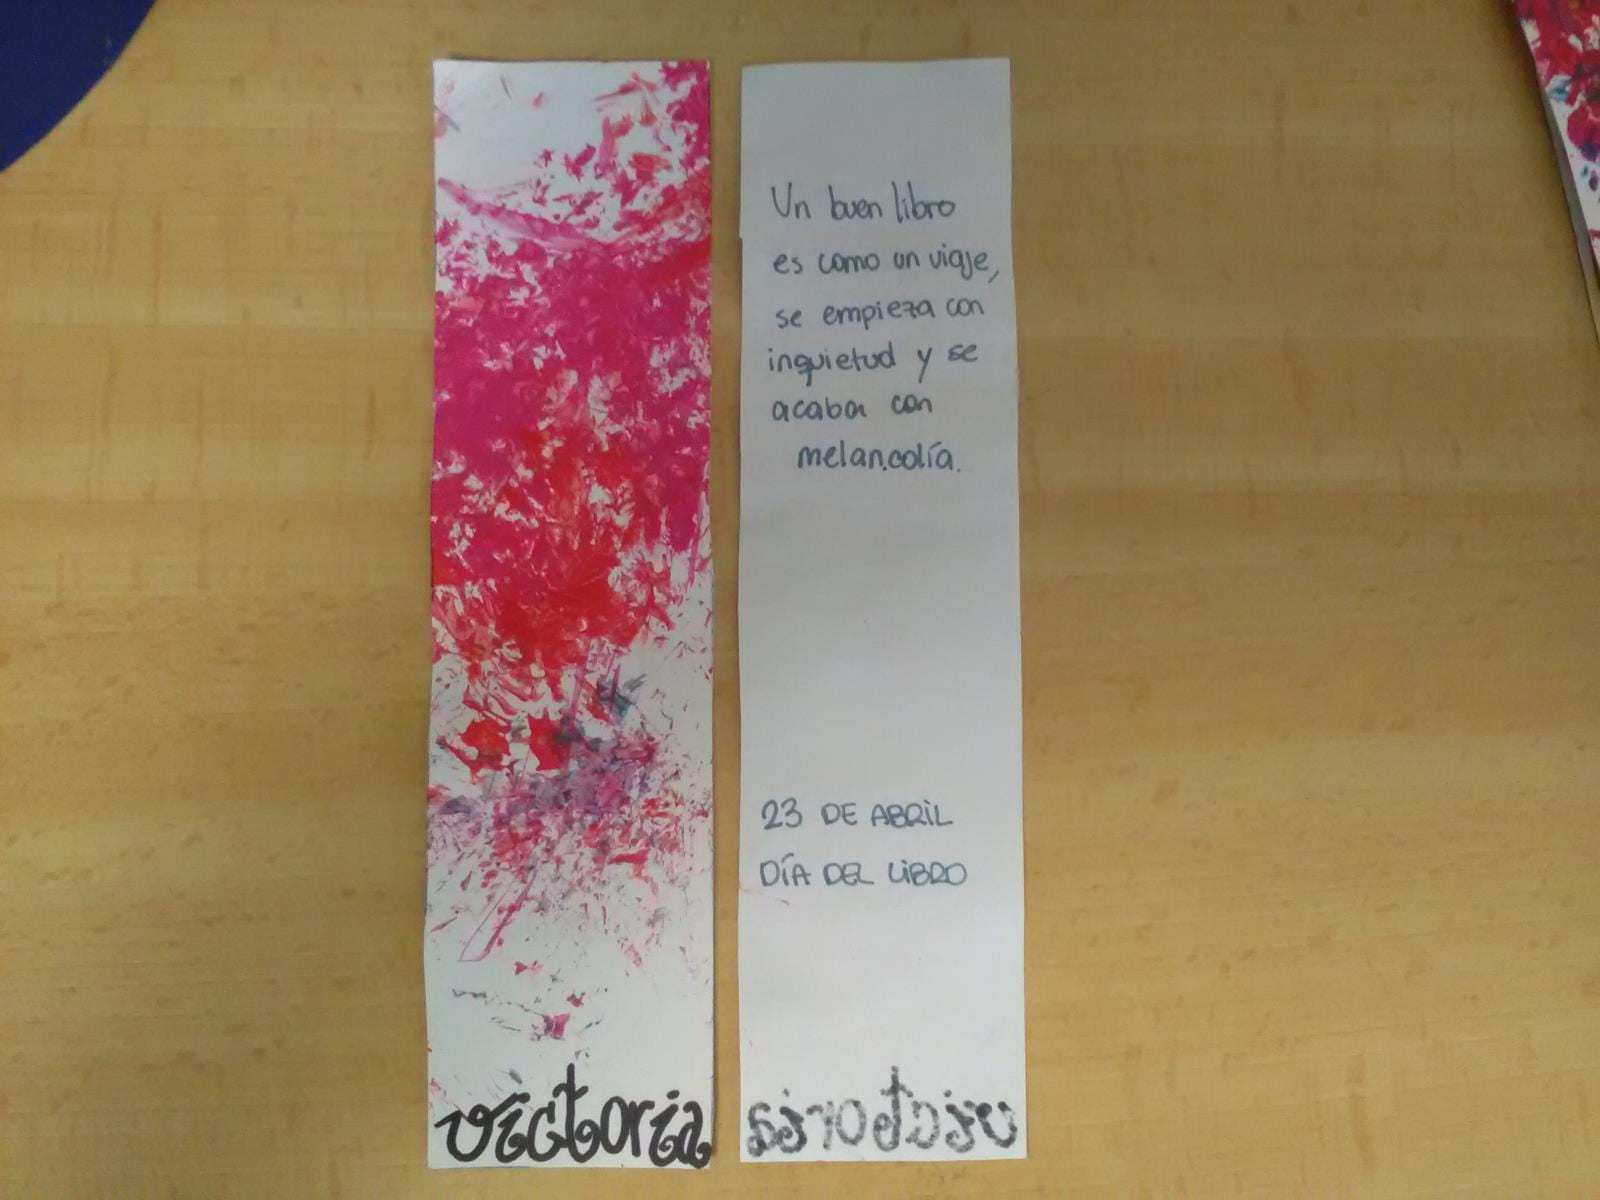 victoria
Un buen libro
es como un viaje,
se empieza con
inquietud y se
acaba con
melancolía.
23 DE ABRIL
DÍA DEL LIBRO
victoria